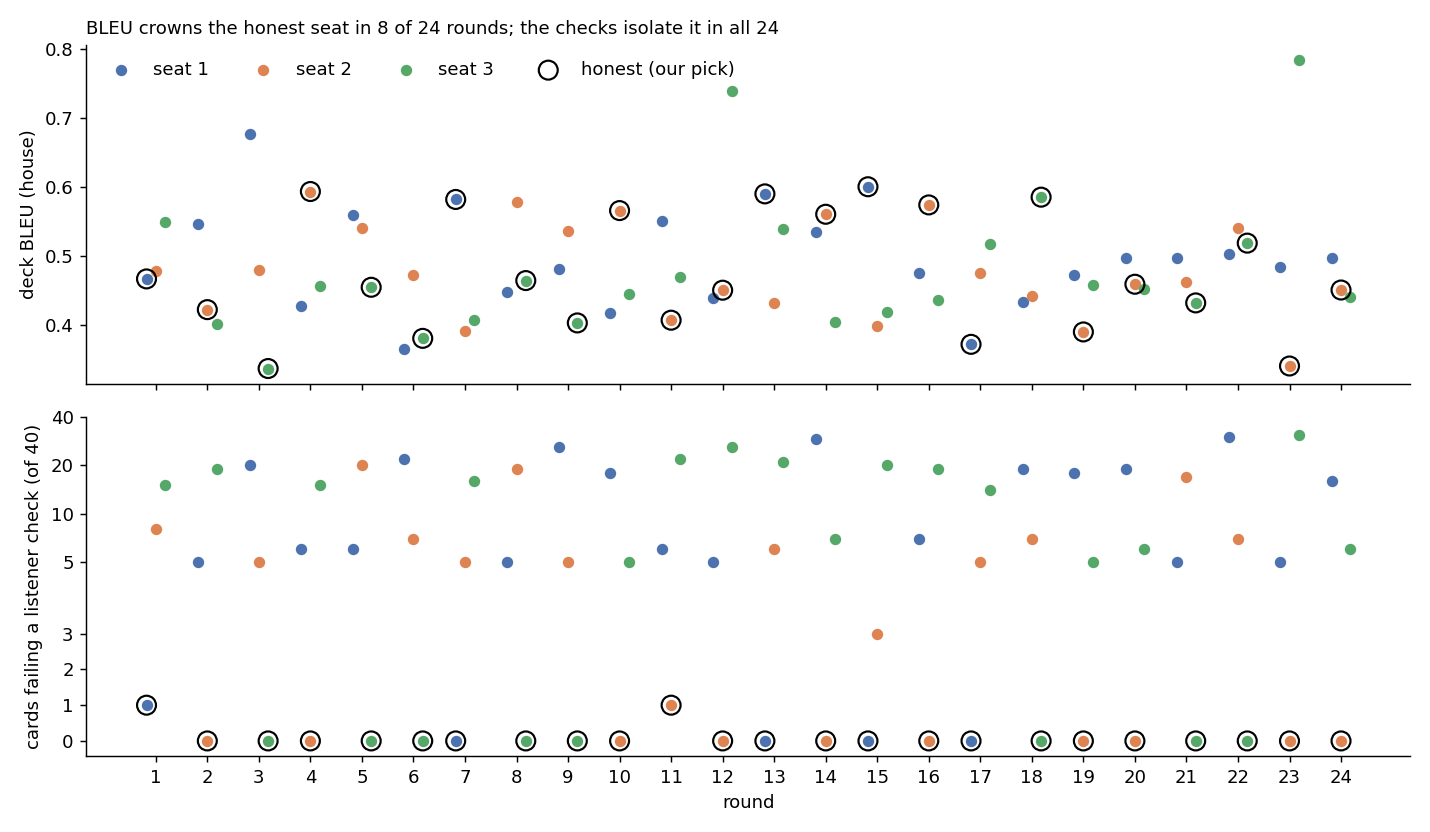 BLEU crowns the honest seat in 8 of 24 rounds; the checks isolate it in all 24
seat 1 seat 2 seat 3 honest (our pick)
deck BLEU (house)
0.8
0.7
0.6
0.5
0.4
cards failing a listener check (of 40)
40
20
10
5
3
2
1
0
1 2 3 4 5 6 7 8 9 10 11 12 13 14 15 16 17 18 19 20 21 22 23 24
round